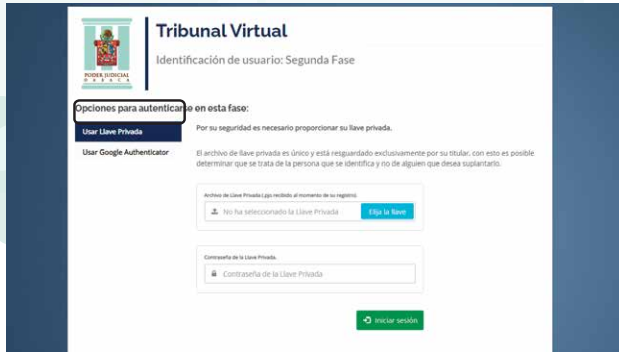 Tribunal Virtual
Identificación de usuario: Segunda Fase
PODER JUDICIAL
OAXACA
Opciones para autenticarse en esta fase:
Usar Llave Privada
Usar Google Authenticator
Por su seguridad es necesario proporcionar su llave privada.
El archivo de llave privada es único y está resguardado exclusivamente por su titular, con esto es posible
determinar que se trata de la persona que se identifica y no de alguien que desea suplantarlo.
Archivo de Llave Privada (.pjo recibido al momento de su registro).
No ha seleccionado la Llave Privada
Elija la llave
Contraseña de la Llave Privada.
Contraseña de la Llave Privada
Iniciar sesión